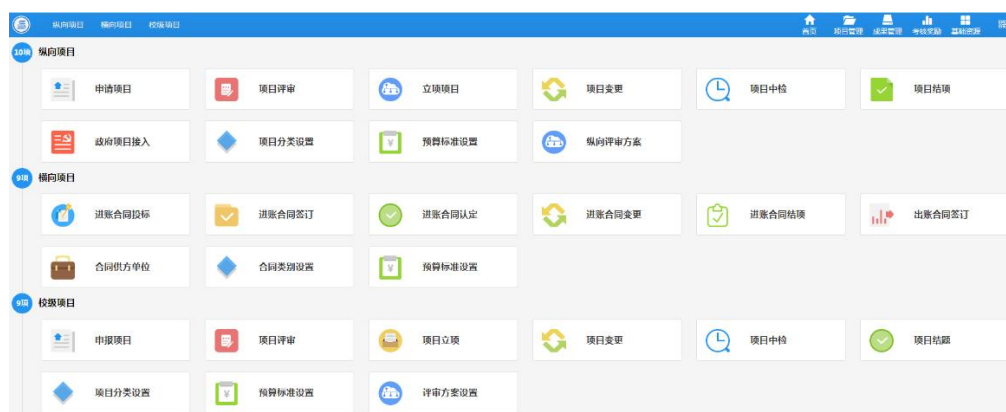 纵向项目 横向项目 校级项目
首页 项目管理 成果管理 考核奖励 基础资源
10项 纵向项目
申请项目 项目评审 立项项目 项目变更 项目中检 项目结项
政府项目接入 项目分类设置 预算标准设置 纵向评审方案
9项 横向项目
进账合同投标 进账合同签订 进账合同认定 进账合同变更 进账合同结项 出账合同签订
合同供方单位 合同类别设置 预算标准设置
9项 校级项目
申报项目 项目评审 项目立项 项目变更 项目中检 项目结题
项目分类设置 预算标准设置 评审方案设置